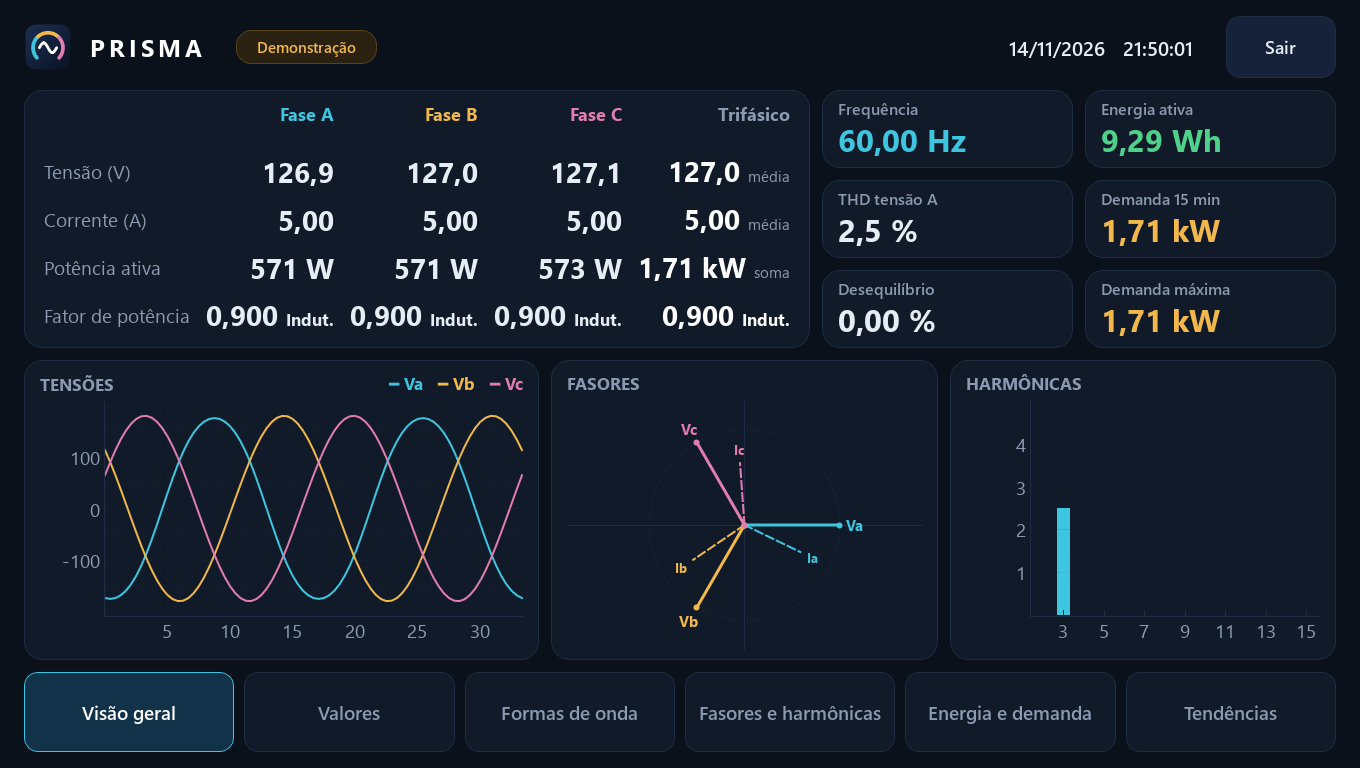 PRISMA
Demonstração
14/11/2026 21:50:01
Sair
Fase A Fase B Fase C Trifásico
Tensão (V) 126,9 127,0 127,1 127,0 média
Corrente (A) 5,00 5,00 5,00 5,00 média
Potência ativa 571 W 571 W 573 W 1,71 kW soma
Fator de potência 0,900 Indut. 0,900 Indut. 0,900 Indut. 0,900 Indut.
Frequência
60,00 Hz
Energia ativa
9,29 Wh
THD tensão A
2,5 %
Demanda 15 min
1,71 kW
Desequilíbrio
0,00 %
Demanda máxima
1,71 kW
TENSÕES
Va Vb Vc
100
0
-100
5 10 15 20 25 30
FASORES
Vc
Ic
Va
Ia
Ib
Vb
HARMÔNICAS
4
3
2
1
3 5 7 9 11 13 15
Visão geral
Valores
Formas de onda
Fasores e harmônicas
Energia e demanda
Tendências